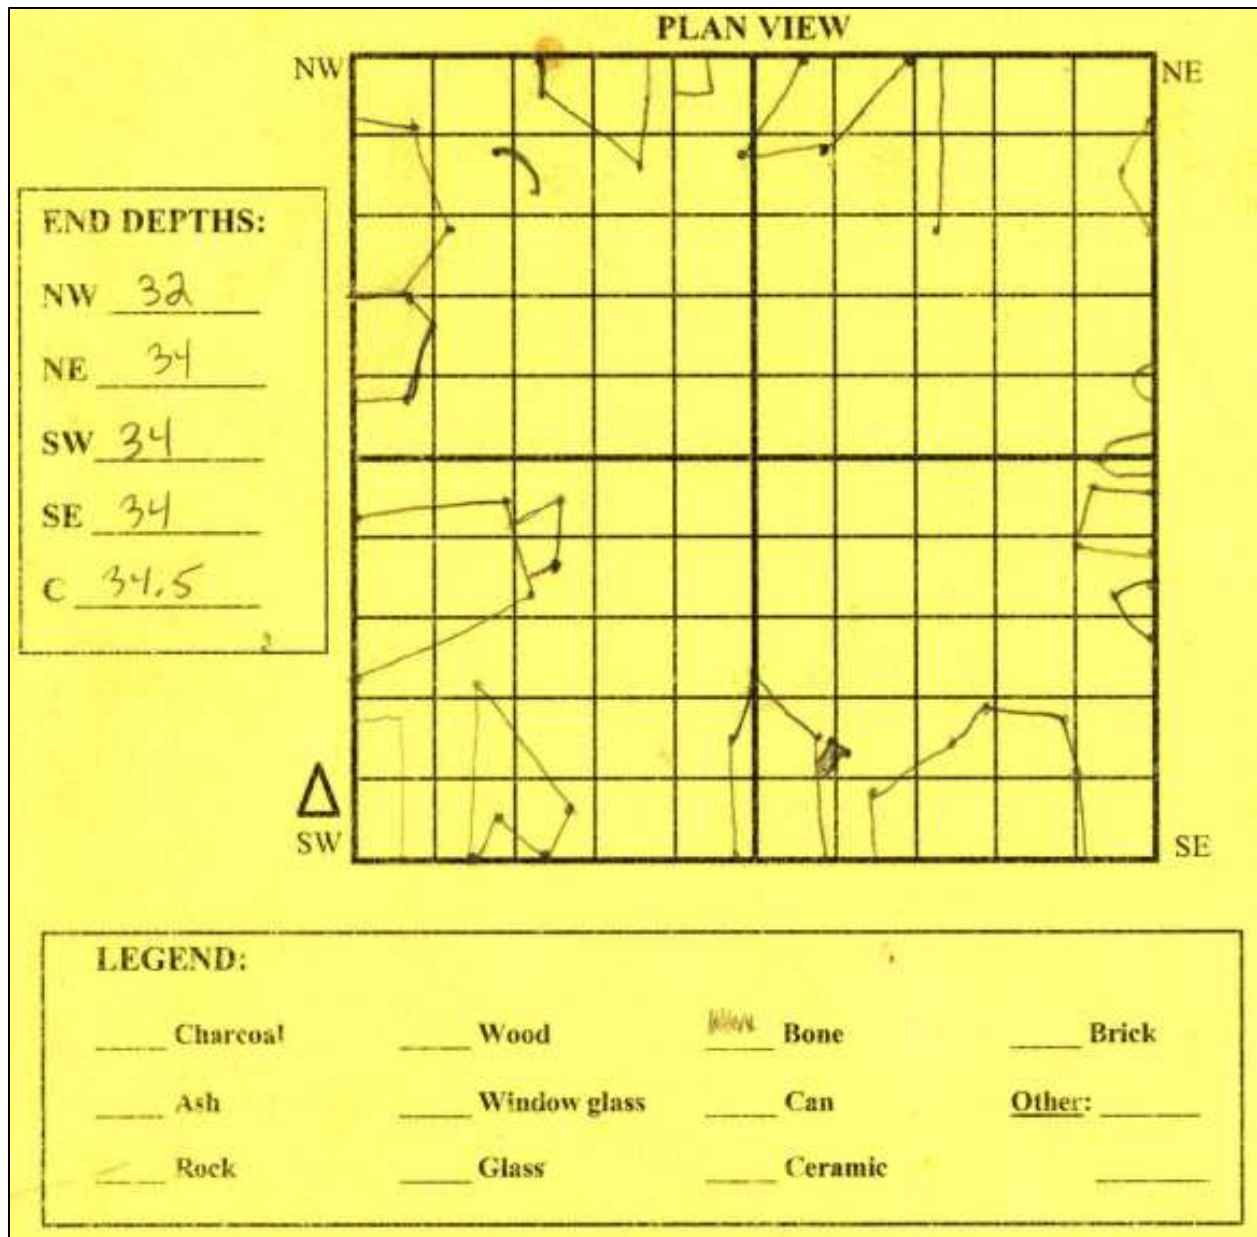 PLAN VIEW
NW
NE
END DEPTHS:
NW 32
NE 34
SW 34
SE 34
C 34.5
SW
SE
LEGEND:
Charcoal
Wood
Bone
Brick
Ash
Window glass
Can
Other:
Rock
Glass
Ceramic